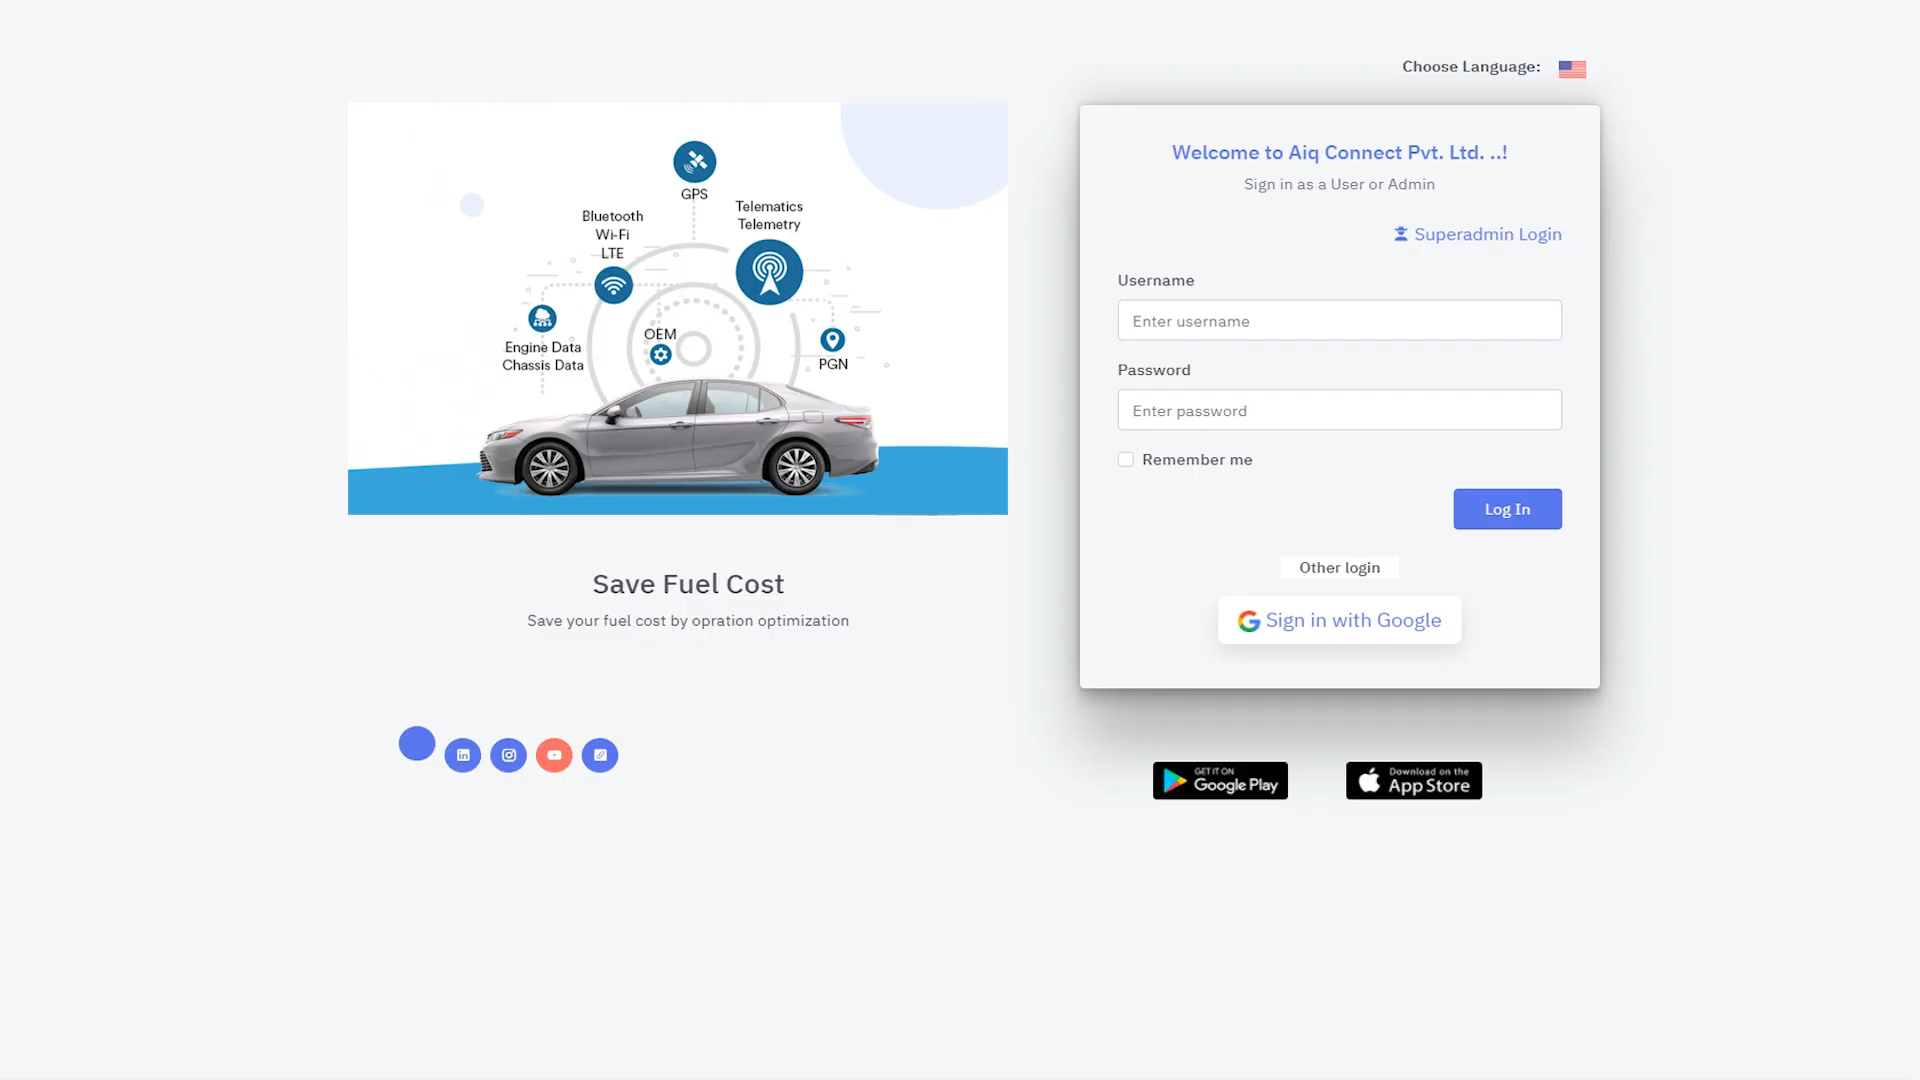 Choose Language:
GPS
Telematics
Telemetry
Bluetooth
Wi-Fi
LTE
OEM
Engine Data
Chassis Data
PGN
Save Fuel Cost
Save your fuel cost by opration optimization
Welcome to Aiq Connect Pvt. Ltd. ..!
Sign in as a User or Admin
Superadmin Login
Username
Enter username
Password
Enter password
Remember me
Log In
Other login
Sign in with Google
GET IT ON
Google Play
Download on the
App Store